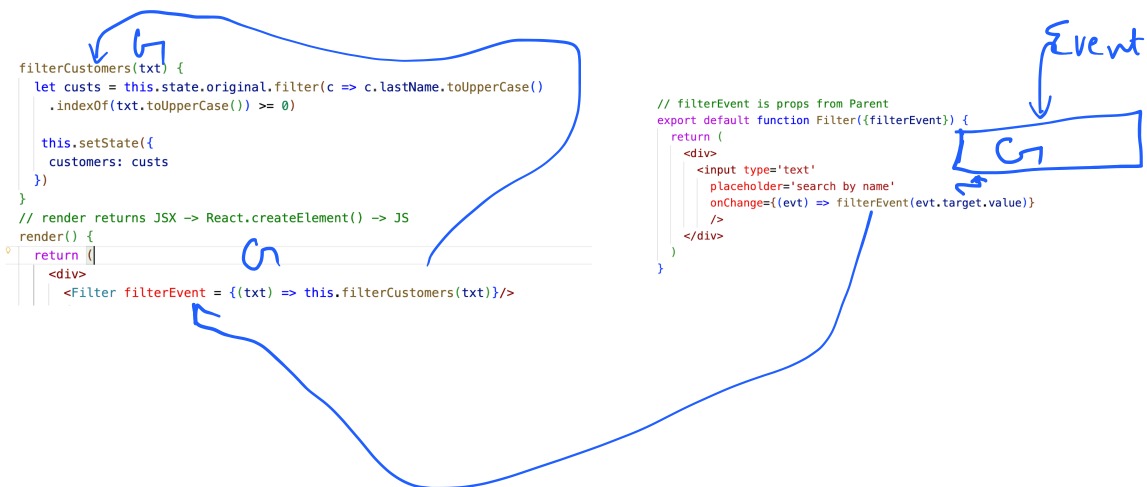 G
filterCustomers(txt) {
let custs = this.state.original.filter(c => c.lastName.toUpperCase()
.indexOf(txt.toUpperCase()) >= 0)
this.setState({
customers: custs
})
}
// render returns JSX -> React.createElement() -> JS
render() {
return (
G
<div>
<Filter filterEvent = {(txt) => this.filterCustomers(txt)}/>
Event
// filterEvent is props from Parent
export default function Filter({filterEvent}) {
return (
G
<div>
<input type='text'
placeholder='search by name'
onChange={(evt) => filterEvent(evt.target.value)}
/>
</div>
)
}